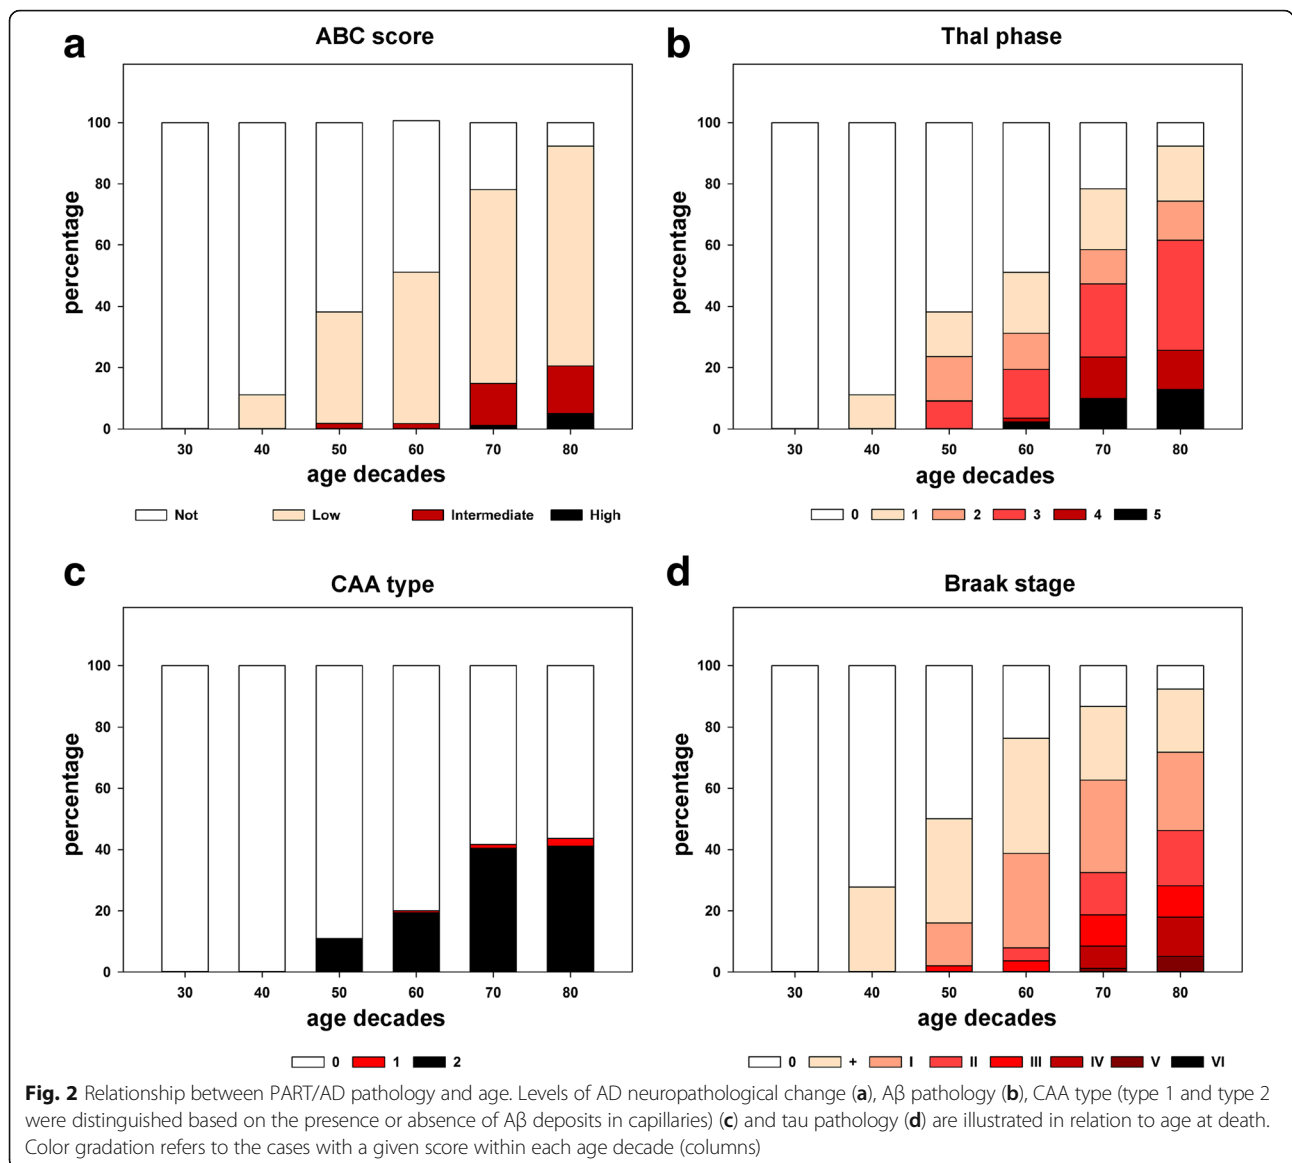 a
ABC score
percentage
100
80
60
40
20
0
30 40 50 60 70 80
age decades
Not Low Intermediate High
b
Thal phase
percentage
100
80
60
40
20
0
30 40 50 60 70 80
age decades
0 1 2 3 4 5
c
CAA type
percentage
100
80
60
40
20
0
30 40 50 60 70 80
age decades
0 1 2
d
Braak stage
percentage
100
80
60
40
20
0
30 40 50 60 70 80
age decades
0 + I II III IV V VI
Fig. 2 Relationship between PART/AD pathology and age. Levels of AD neuropathological change (a), Aβ pathology (b), CAA type (type 1 and type 2
were distinguished based on the presence or absence of Aβ deposits in capillaries) (c) and tau pathology (d) are illustrated in relation to age at death.
Color gradation refers to the cases with a given score within each age decade (columns)